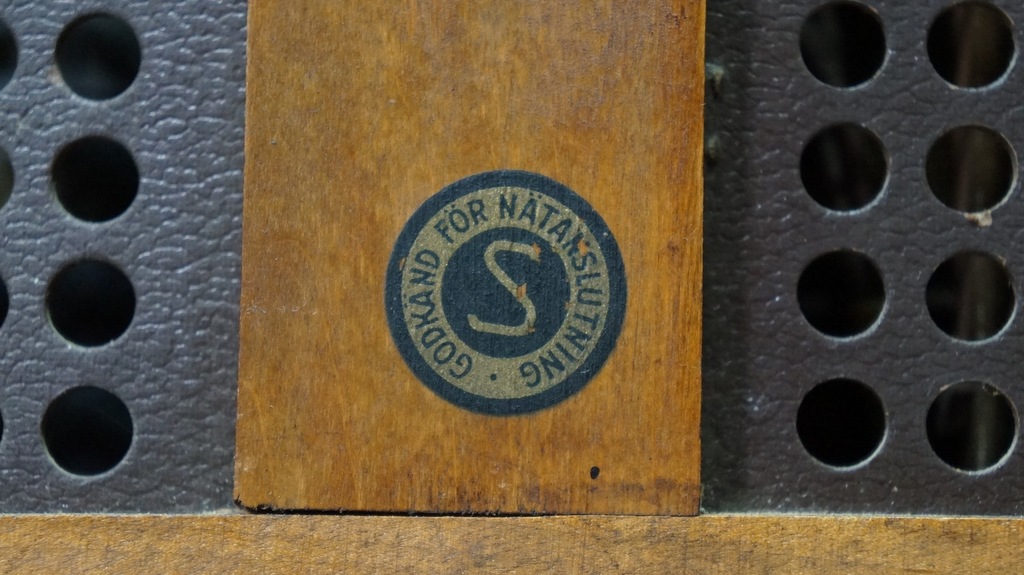 GODKÄND FÖR NÄTANSLUTNING ·
S